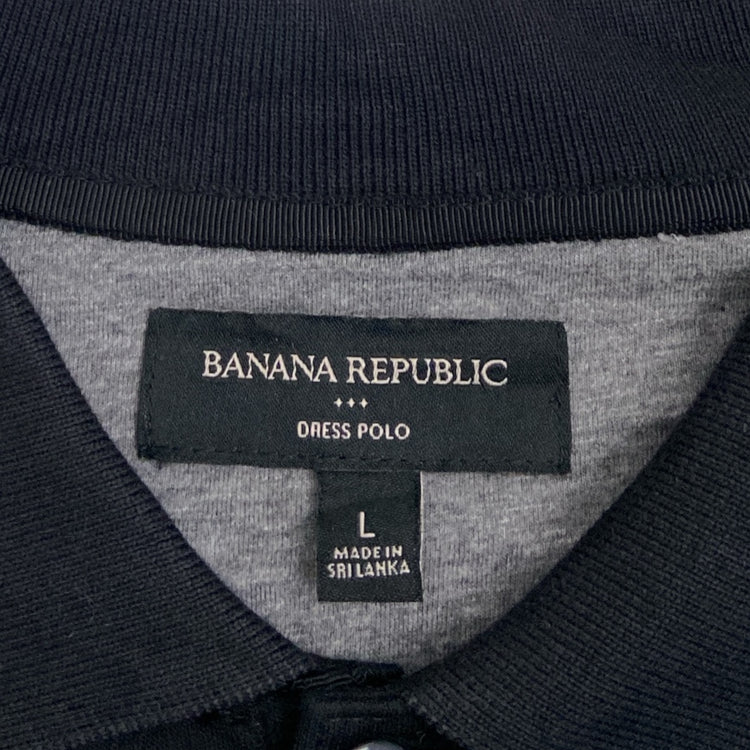 BANANA REPUBLIC
DRESS POLO
L
MADE IN
SRI LANKA